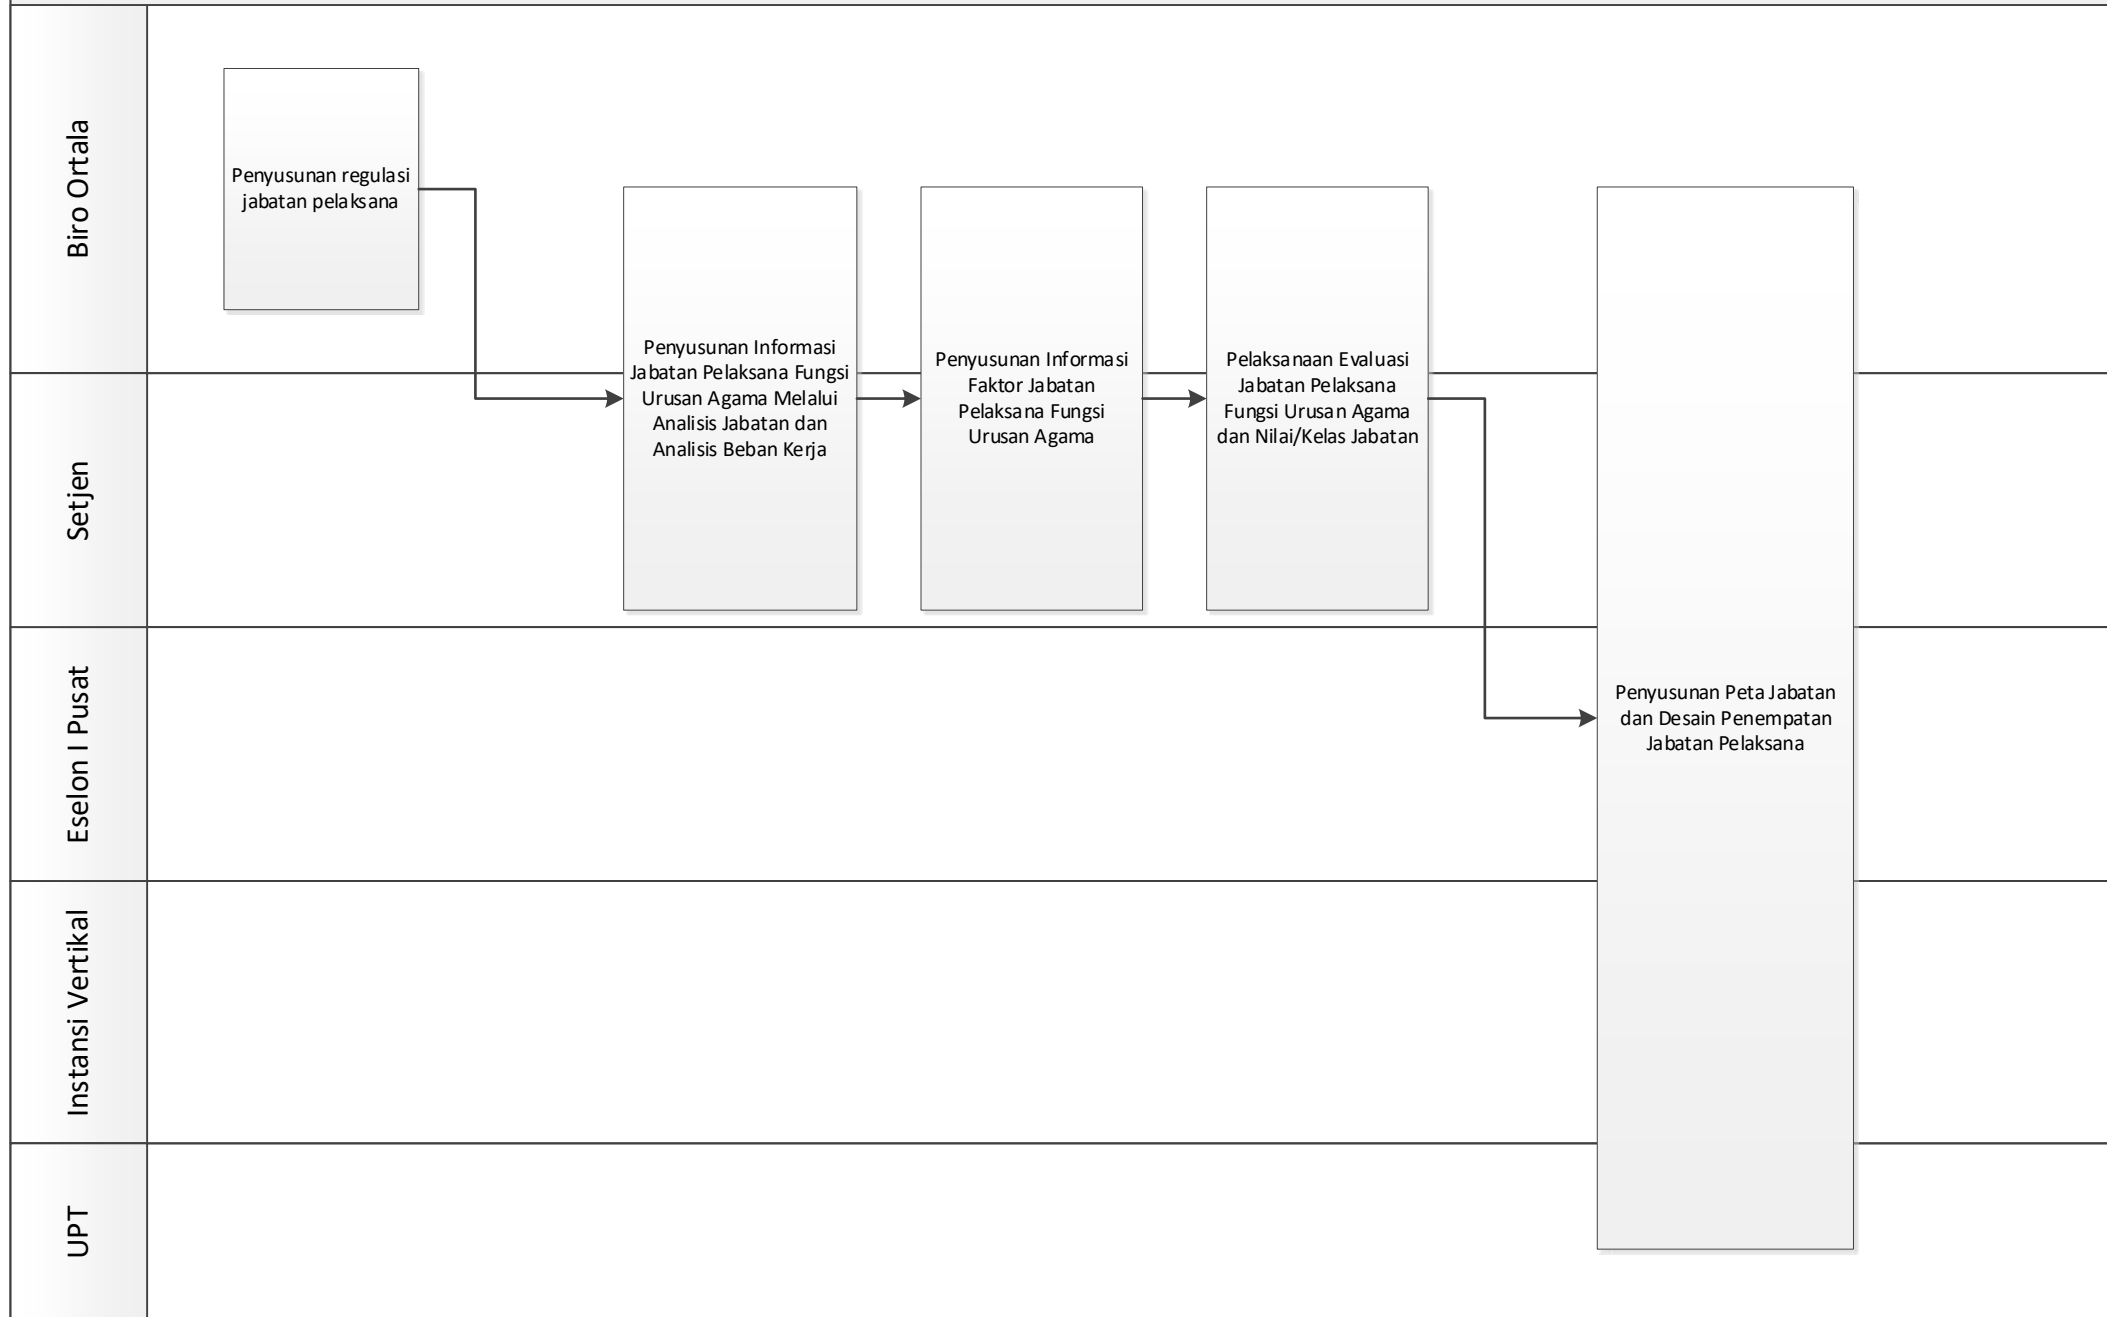 Biro Ortala
Penyusunan regulasi
jabatan pelaksana
Penyusunan Informasi
Jabatan Pelaksana Fungsi
Urusan Agama Melalui
Analisis Jabatan dan
Analisis Beban Kerja
Penyusunan Informasi
Faktor Jabatan
Pelaksana Fungsi
Urusan Agama
Pelaksanaan Evaluasi
Jabatan Pelaksana
Fungsi Urusan Agama
dan Nilai/Kelas Jabatan
Setjen
Eselon I Pusat
Penyusunan Peta Jabatan
dan Desain Penempatan
Jabatan Pelaksana
Instansi Vertikal
UPT